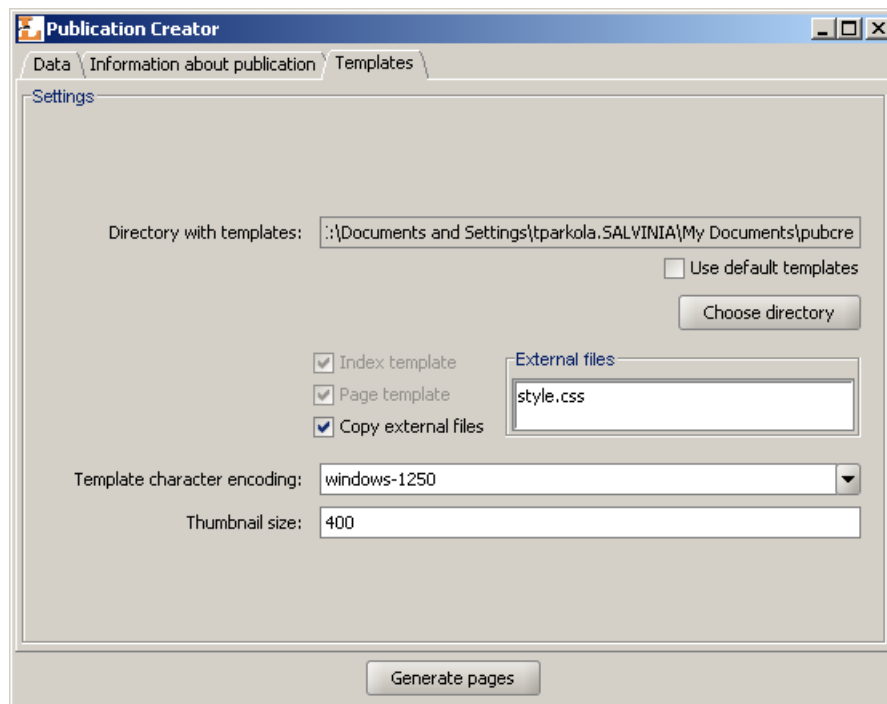 Publication Creator
Data Information about publication Templates
Settings
Directory with templates: :\Documents and Settings\tparkola.SALVINIA\My Documents\pubcre
Use default templates
Choose directory
Index template
External files
Page template
style.css
Copy external files
Template character encoding: windows-1250
Thumbnail size: 400
Generate pages